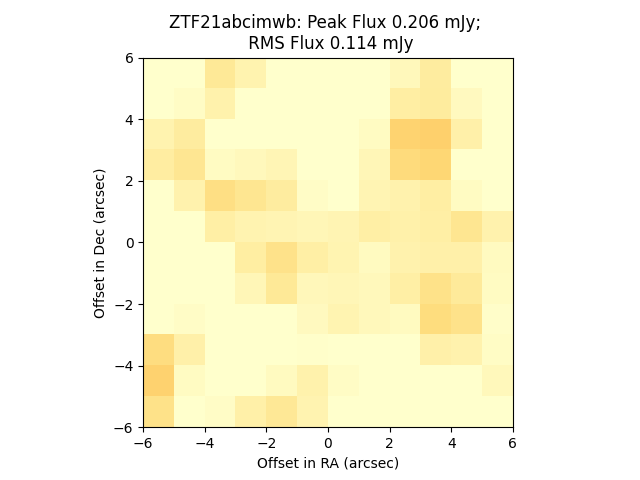 ZTF21abcimwb: Peak Flux 0.206 mJy;
RMS Flux 0.114 mJy
6
4
2
0
−2
−4
−6
Offset in Dec (arcsec)
−6 −4 −2 0 2 4 6
Offset in RA (arcsec)